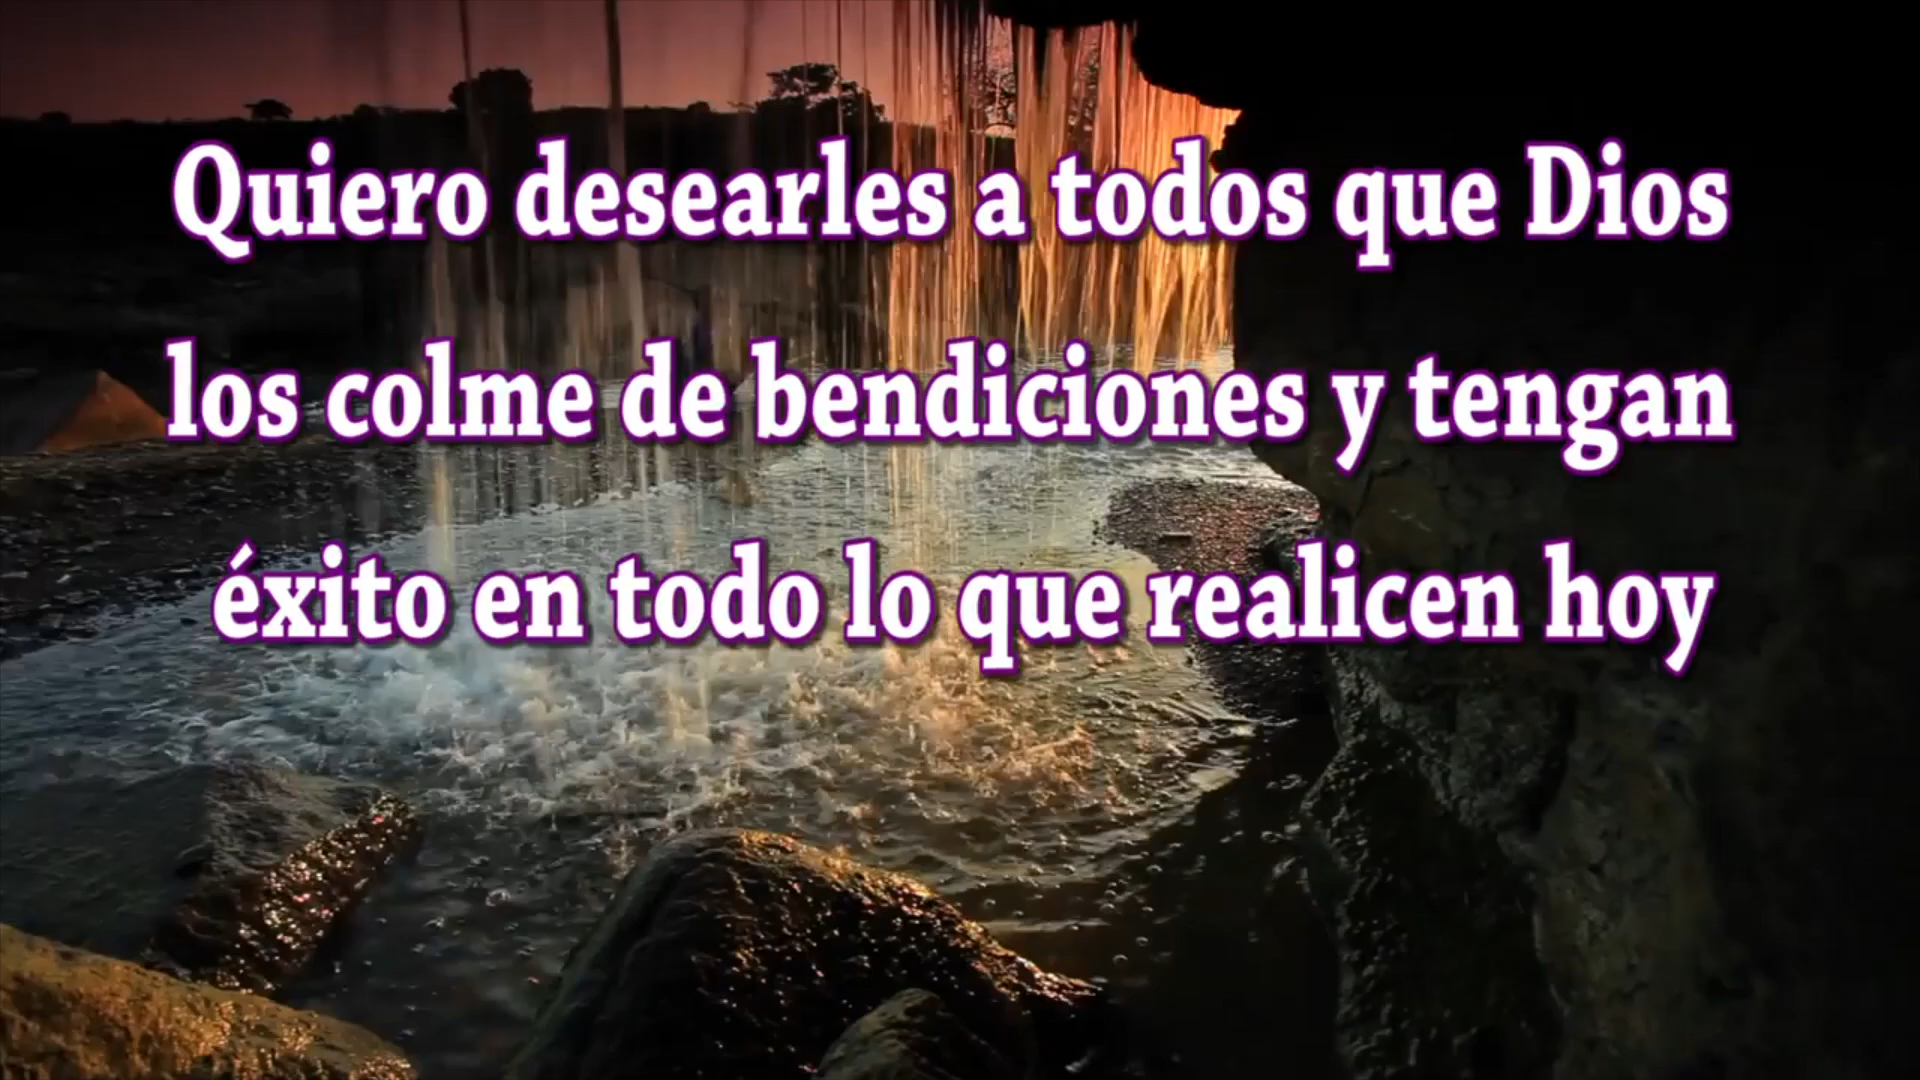 Quiero desearles a todos que Dios
los colme de bendiciones y tengan
éxito en todo lo que realicen hoy